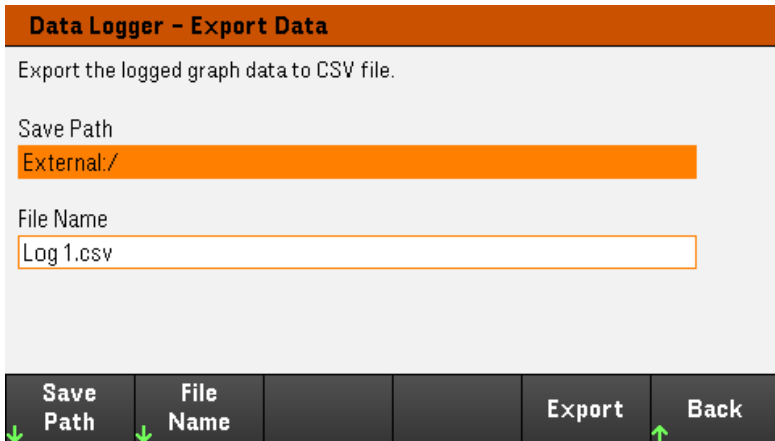 Data Logger – Export Data
Export the logged graph data to CSV file.
Save Path
External:/
File Name
Log 1.csv
Save Path
File Name
Export
Back